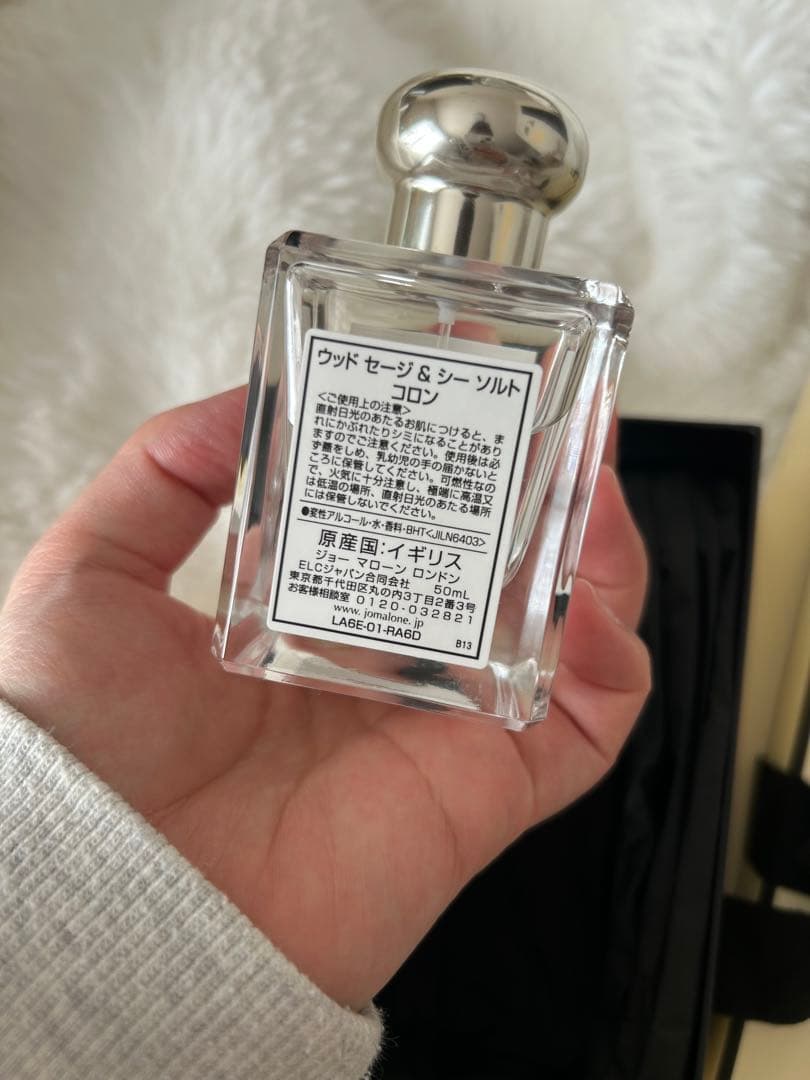 ウッド セージ & シー ソルト
コロン
<ご使用上の注意>
直射日光のあたるお肌につけると、ま
れにかぶれたりシミになることがあり
ますのでご注意ください。使用後は必
ず蓋をしめ、乳幼児の手の届かないと
ころに保管してください。可燃性なの
で、火気に十分注意し、極端に高温又
は低温の場所、直射日光のあたる場所
には保管しないでください。
●変性アルコール・水・香料・BHT<JILN6403>
原産国:イギリス
ジョー マローン ロンドン
ELCジャパン合同会社 50mL
東京都千代田区丸の内3丁目2番3号
お客様相談室 0120-032821
www.jomalone.jp
LA6E-01-RA6D
B13